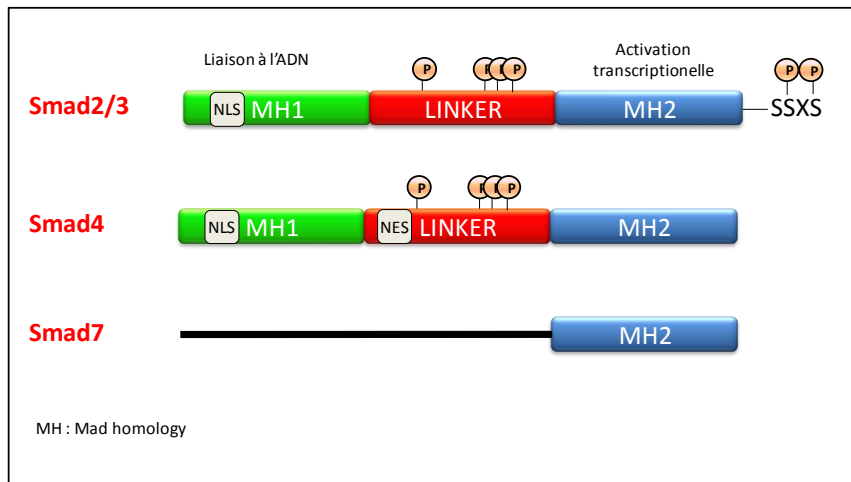 Liaison à l'ADN
Activation
transcriptionelle
P P P P P
Smad2/3 NLS MH1 LINKER MH2 SSXS
P P P
Smad4 NLS MH1 NES LINKER MH2
Smad7 MH2
MH : Mad homology